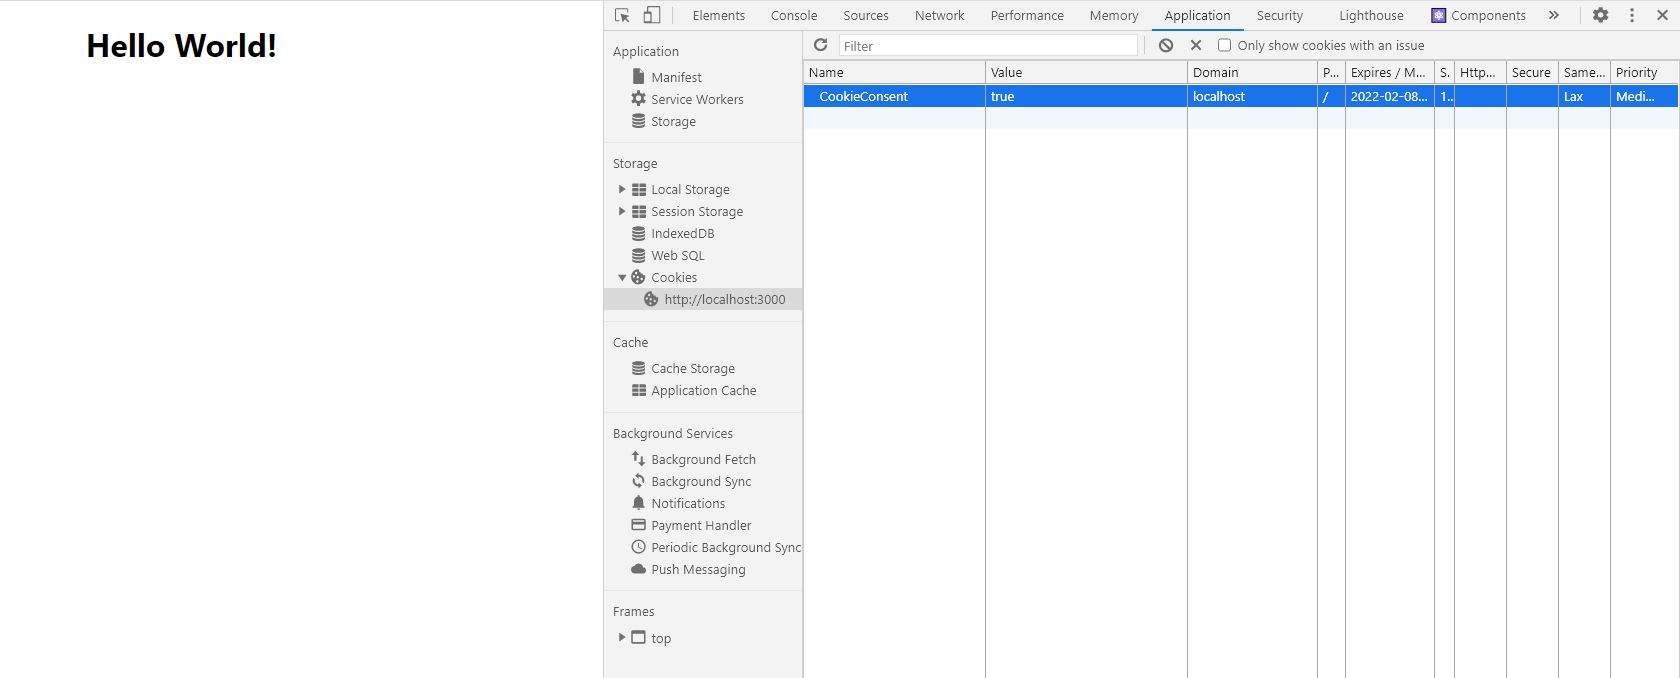 Hello World!
Elements Console Sources Network Performance Memory Application Security Lighthouse Components »
Application
Manifest
Service Workers
Storage
Storage
Local Storage
Session Storage
IndexedDB
Web SQL
Cookies
http://localhost:3000
Cache
Cache Storage
Application Cache
Background Services
Background Fetch
Background Sync
Notifications
Payment Handler
Periodic Background Sync
Push Messaging
Frames
top
Filter Only show cookies with an issue
Name Value Domain P... Expires / M... S. Http... Secure Same... Priority
CookieConsent true localhost / 2022-02-08... 1.. Lax Medi...